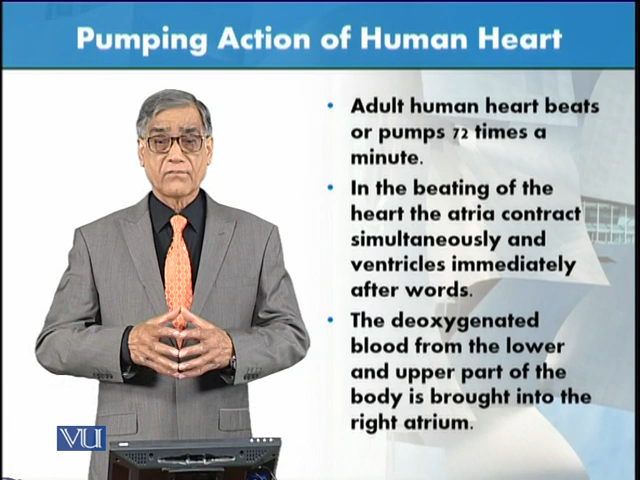 Pumping Action of Human Heart
• Adult human heart beats
or pumps 72 times a
minute.
• In the beating of the
heart the atria contract
simultaneously and
ventricles immediately
after words.
• The deoxygenated
blood from the lower
and upper part of the
body is brought into the
right atrium.
VU